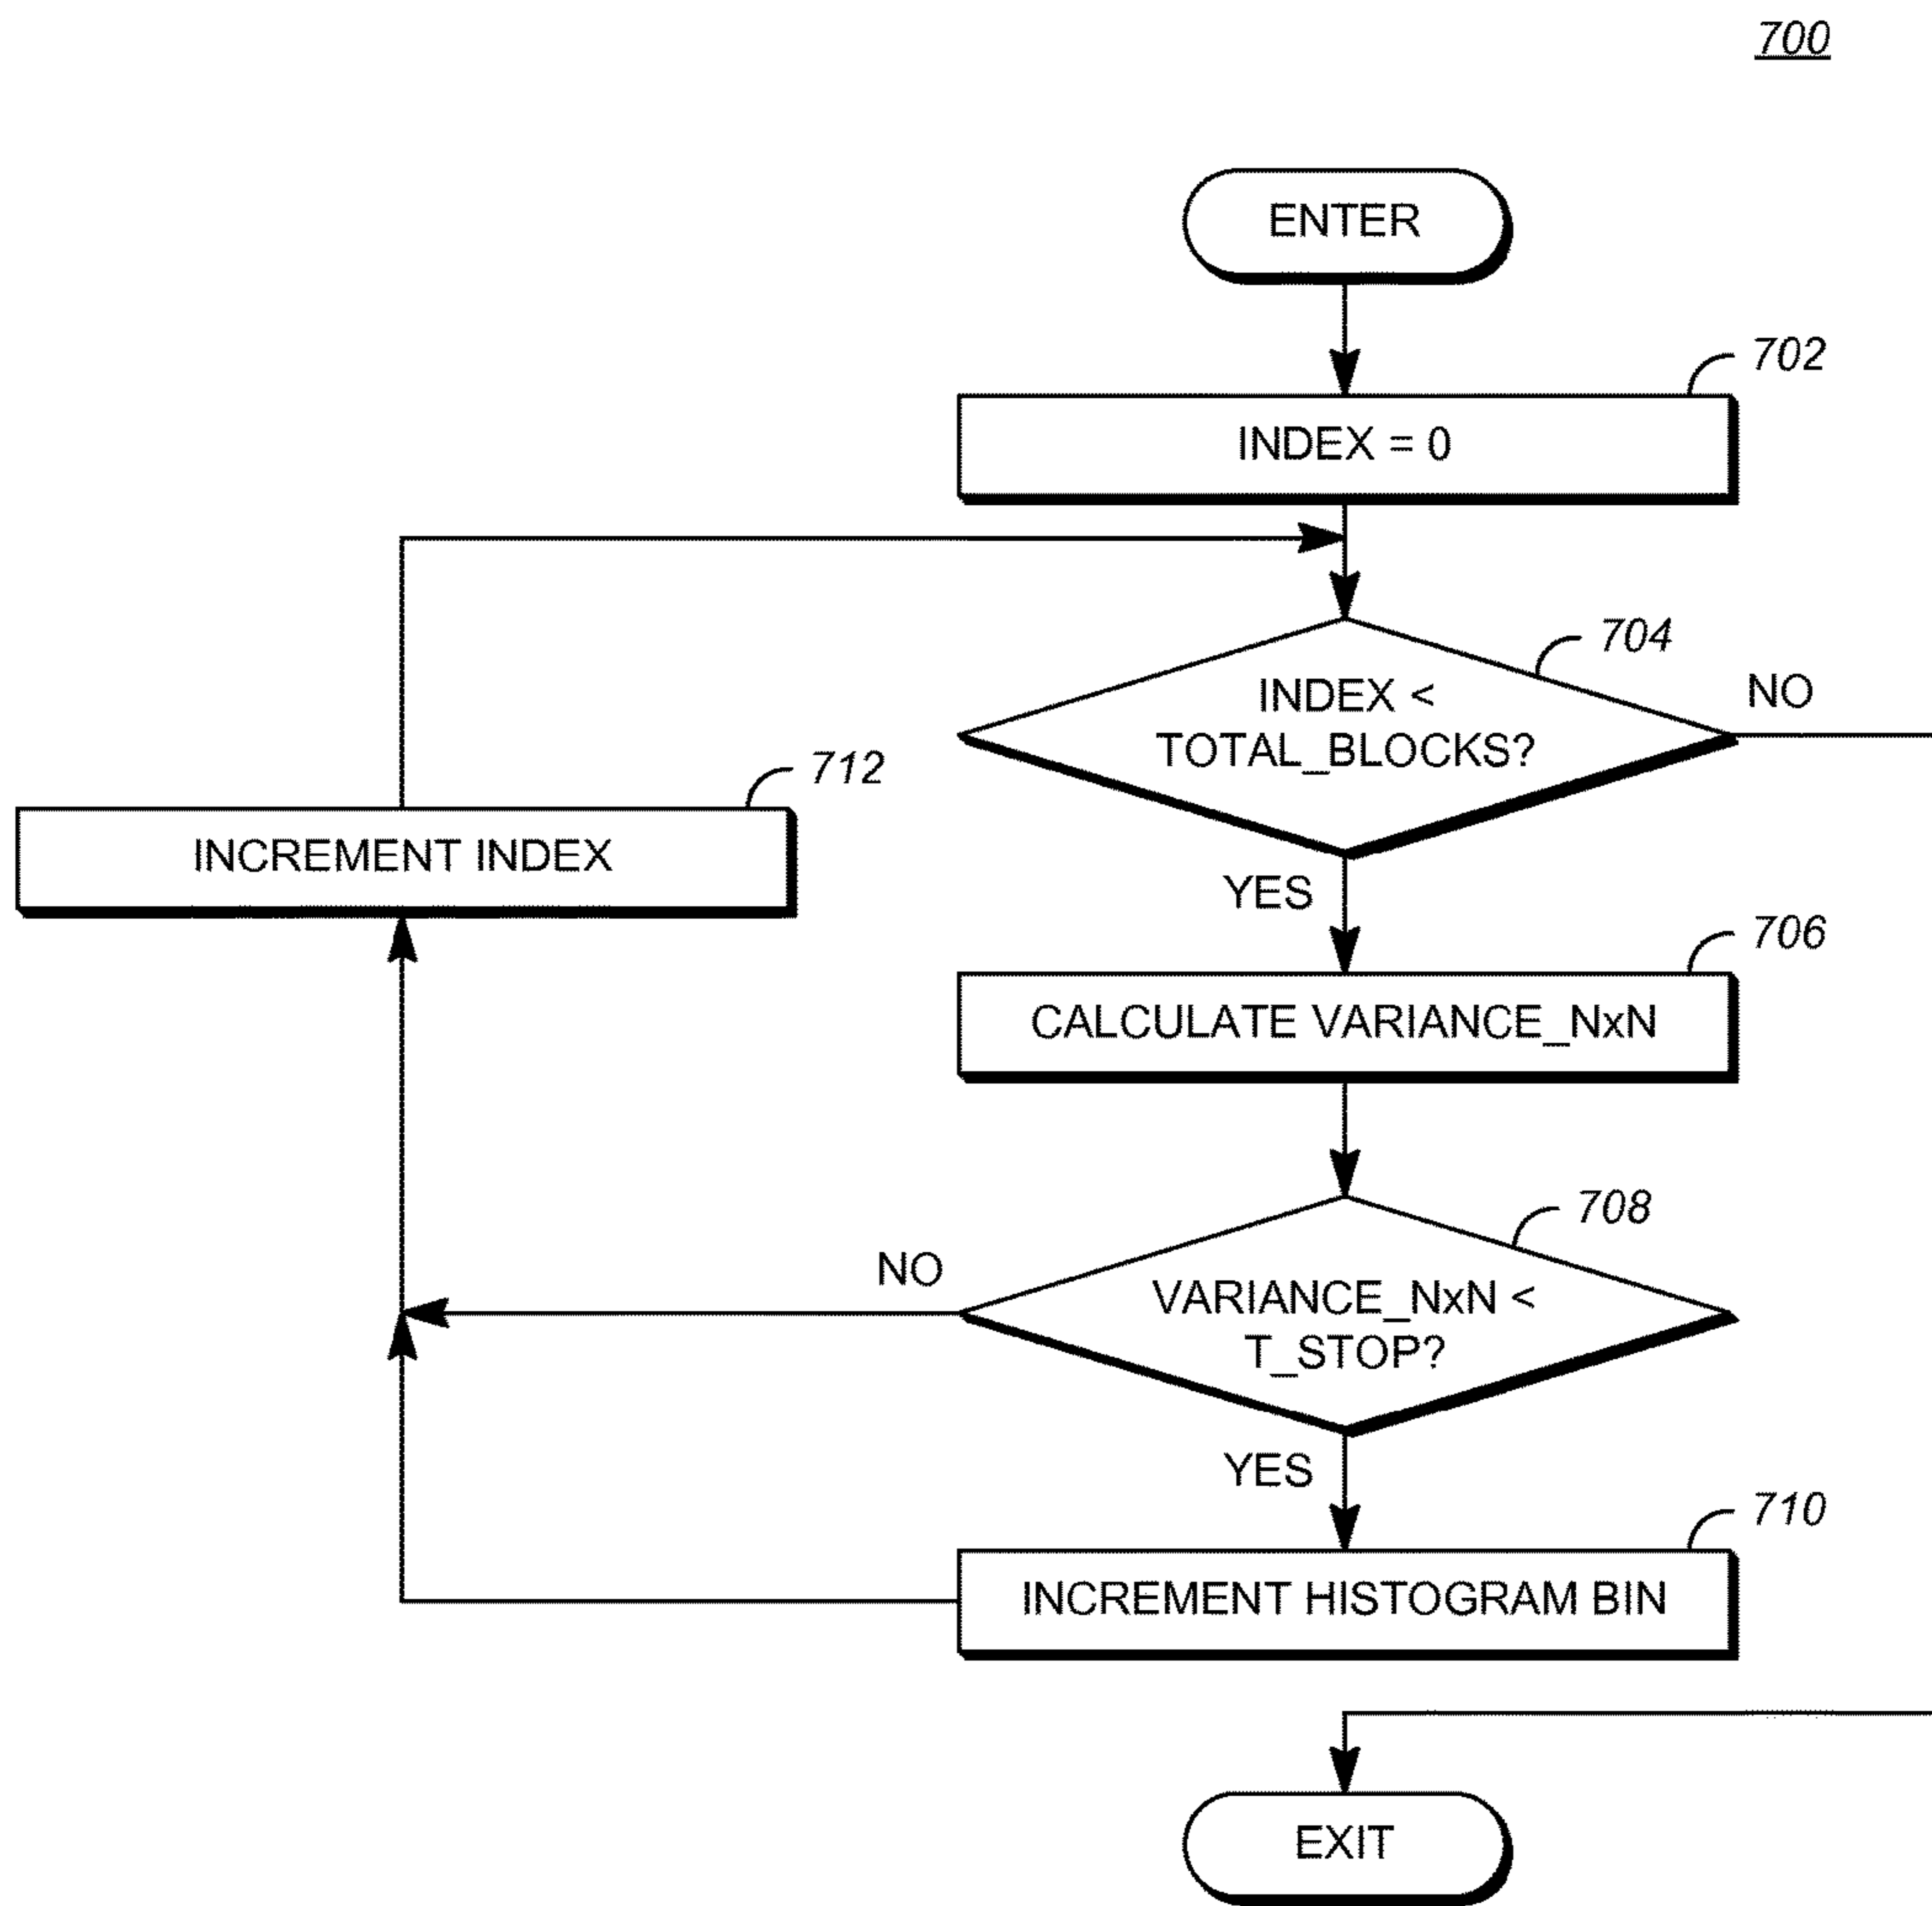 700
ENTER
702
INDEX = 0
704
INDEX <
TOTAL_BLOCKS?
NO
712
INCREMENT INDEX
YES
706
CALCULATE VARIANCE_NxN
708
NO
VARIANCE_NxN <
T_STOP?
YES
710
INCREMENT HISTOGRAM BIN
EXIT